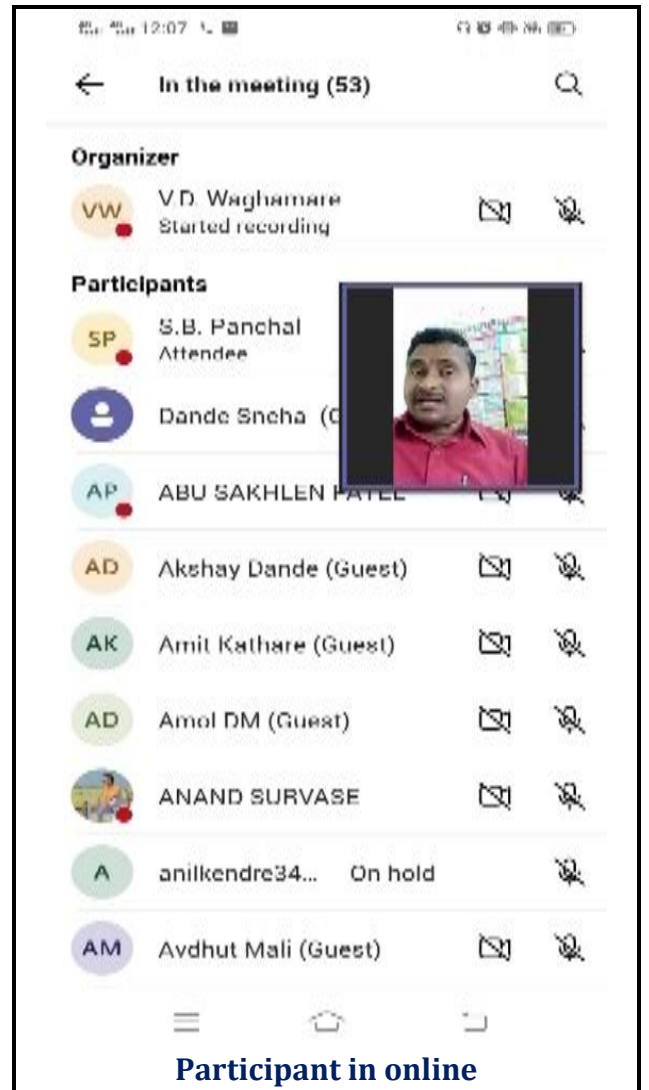 12:07
In the meeting (53)
Organizer
VW V.D. Waghamare
Started recording
Participants
SP S.B. Panchal
Attendee
Dande Sneha (G
AP ABU SAKHLEN PATEL
AD Akshay Dande (Guest)
AK Amit Kathare (Guest)
AD Amol DM (Guest)
ANAND SURVASE
A anilkendre34... On hold
AM Avdhut Mali (Guest)
Participant in online